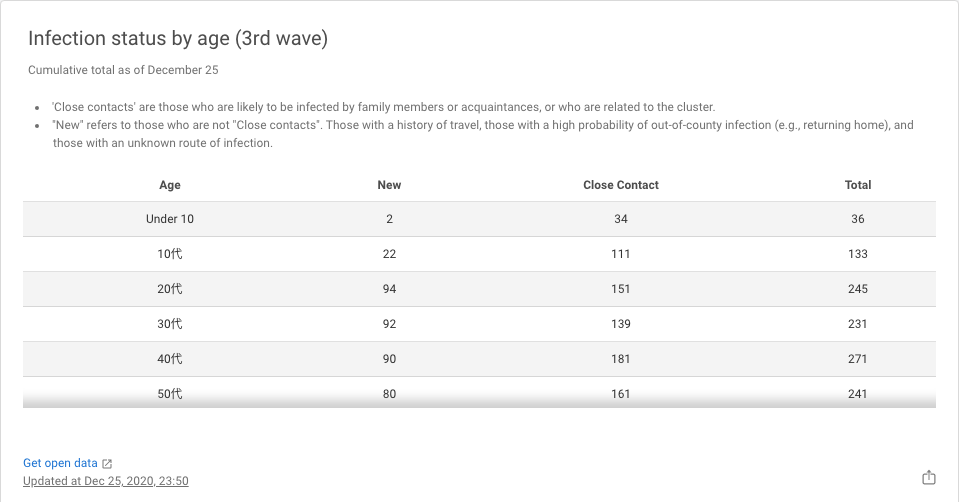 Infection status by age (3rd wave)
Cumulative total as of December 25
'Close contacts' are those who are likely to be infected by family members or acquaintances, or who are related to the cluster.
"New" refers to those who are not "Close contacts". Those with a history of travel, those with a high probability of out-of-county infection (e.g., returning home), and
those with an unknown route of infection.
Age New Close Contact Total
Under 10 2 34 36
10代 22 111 133
20代 94 151 245
30代 92 139 231
40代 90 181 271
50代 80 161 241
Get open data
Updated at Dec 25, 2020, 23:50